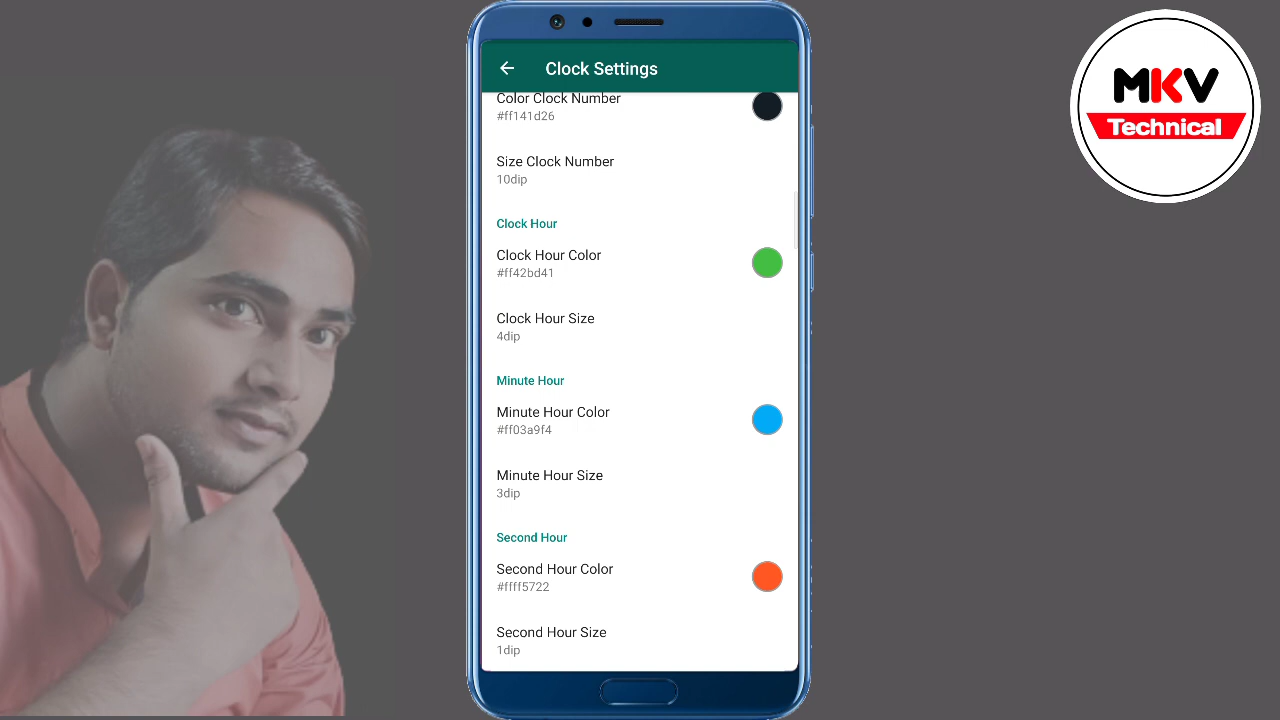 Clock Settings
Color Clock Number
#ff141d26
Size Clock Number
10dip
Clock Hour
Clock Hour Color
#ff42bd41
Clock Hour Size
4dip
Minute Hour
Minute Hour Color
#ff03a9f4
Minute Hour Size
3dip
Second Hour
Second Hour Color
#ffff5722
Second Hour Size
1dip
MKV
Technical